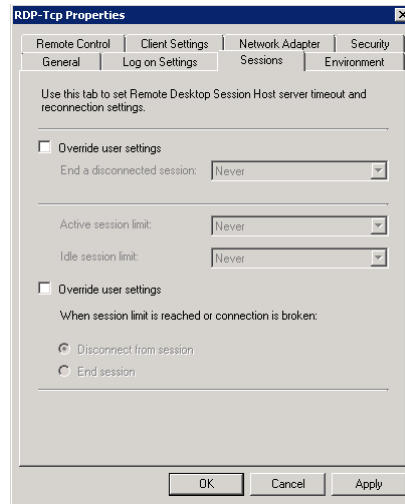 RDP-Tcp Properties
Remote Control Client Settings Network Adapter Security
General Log on Settings Sessions Environment
Use this tab to set Remote Desktop Session Host server timeout and
reconnection settings.
Override user settings
End a disconnected session: Never
Active session limit: Never
Idle session limit: Never
Override user settings
When session limit is reached or connection is broken:
Disconnect from session
End session
OK Cancel Apply